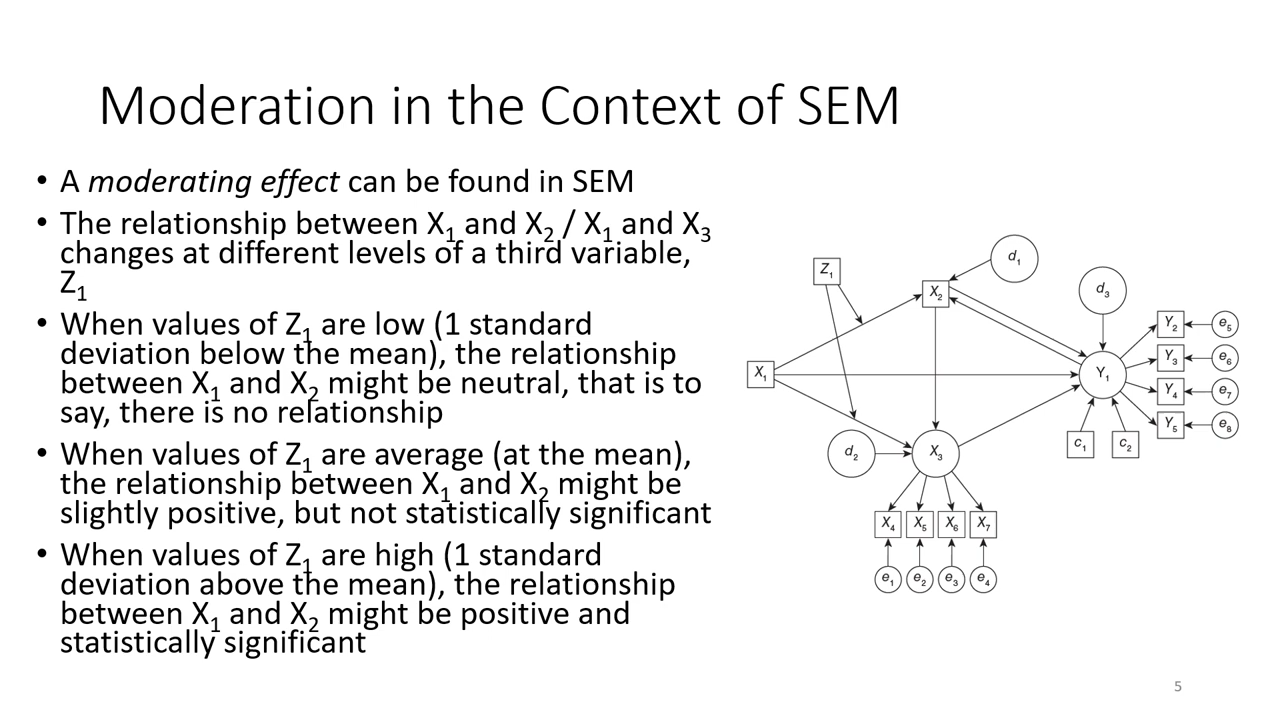 Moderation in the Context of SEM
• A moderating effect can be found in SEM
• The relationship between X₁ and X₂ / X₁ and X₃
changes at different levels of a third variable,
Z₁
• When values of Z₁ are low (1 standard
deviation below the mean), the relationship
between X₁ and X₂ might be neutral, that is to
say, there is no relationship
• When values of Z₁ are average (at the mean),
the relationship between X₁ and X₂ might be
slightly positive, but not statistically significant
• When values of Z₁ are high (1 standard
deviation above the mean), the relationship
between X₁ and X₂ might be positive and
statistically significant
d₁
Z₁
X₂
d₃
Y₂ e₅
Y₃ e₆
X₁
Y₁
Y₄ e₇
Y₅ e₈
c₁ c₂
d₂
X₃
X₄ X₅ X₆ X₇
e₁ e₂ e₃ e₄
5